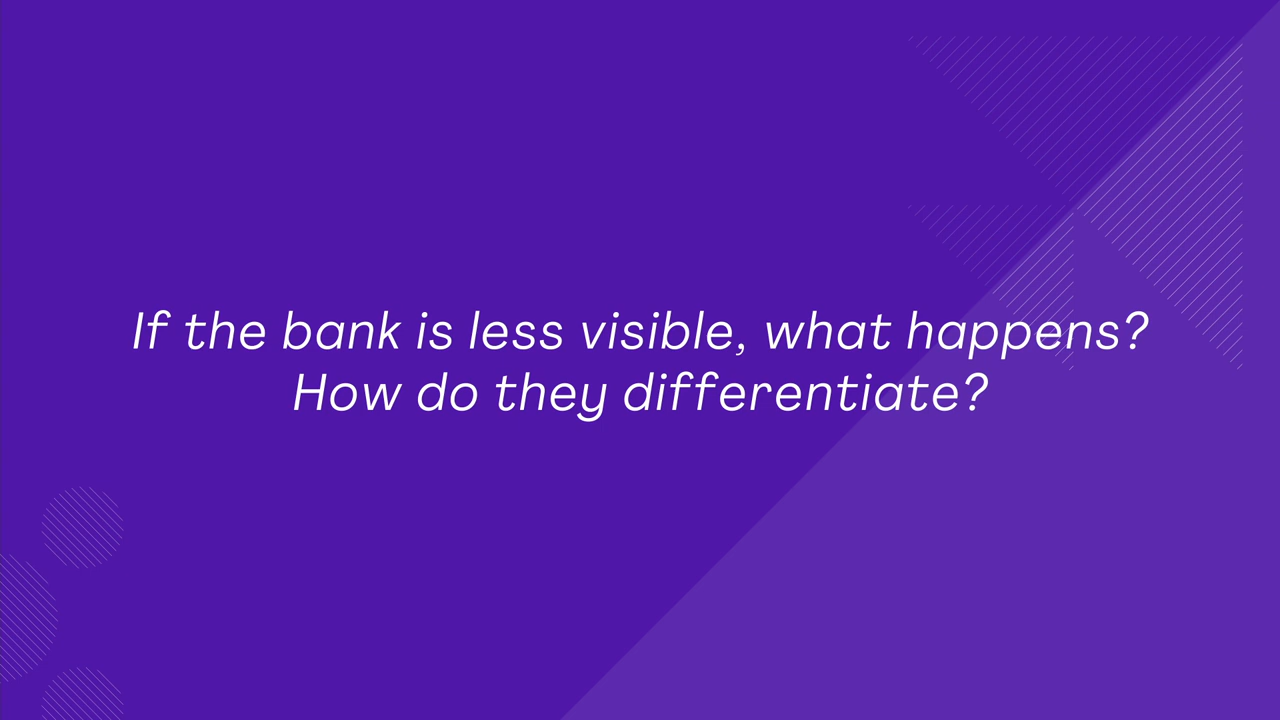 If the bank is less visible, what happens?
How do they differentiate?